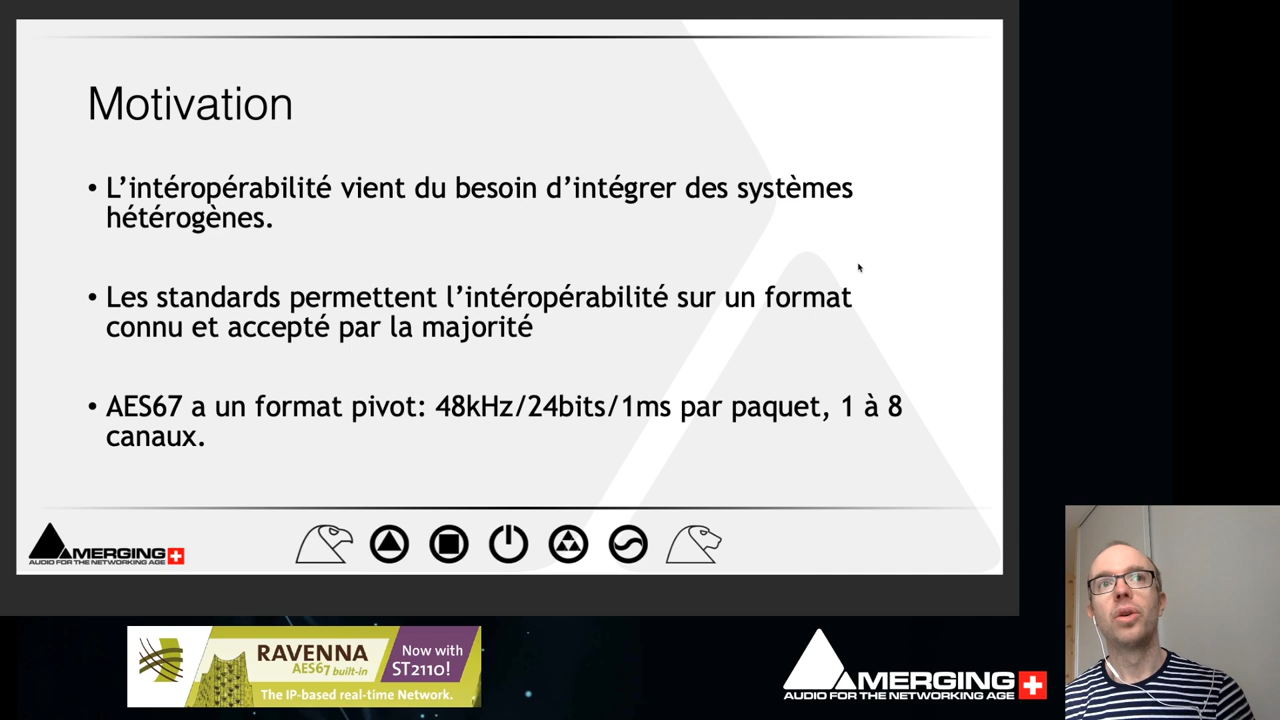 Motivation
• L’intéropérabilité vient du besoin d’intégrer des systèmes
hétérogènes.
• Les standards permettent l’intéropérabilité sur un format
connu et accepté par la majorité
• AES67 a un format pivot: 48kHz/24bits/1ms par paquet, 1 à 8
canaux.
MERGING
AUDIO FOR THE NETWORKING AGE
RAVENNA
AES67 built-in
Now with
ST2110!
The IP-based real-time Network.
MERGING
AUDIO FOR THE NETWORKING AGE